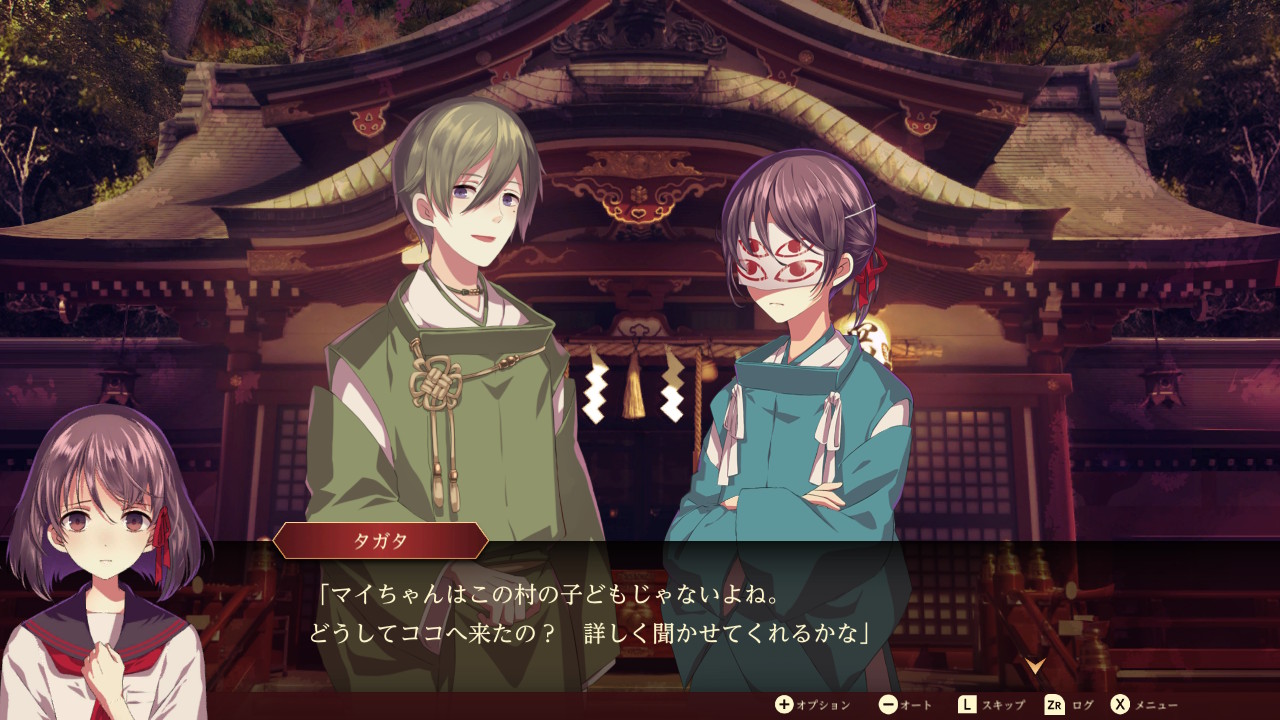 タガタ
「マイちゃんはこの村の子どもじゃないよね。
どうしてココへ来たの？　詳しく聞かせてくれるかな」
+ オプション
− オート
L スキップ
ZR ログ
X メニュー